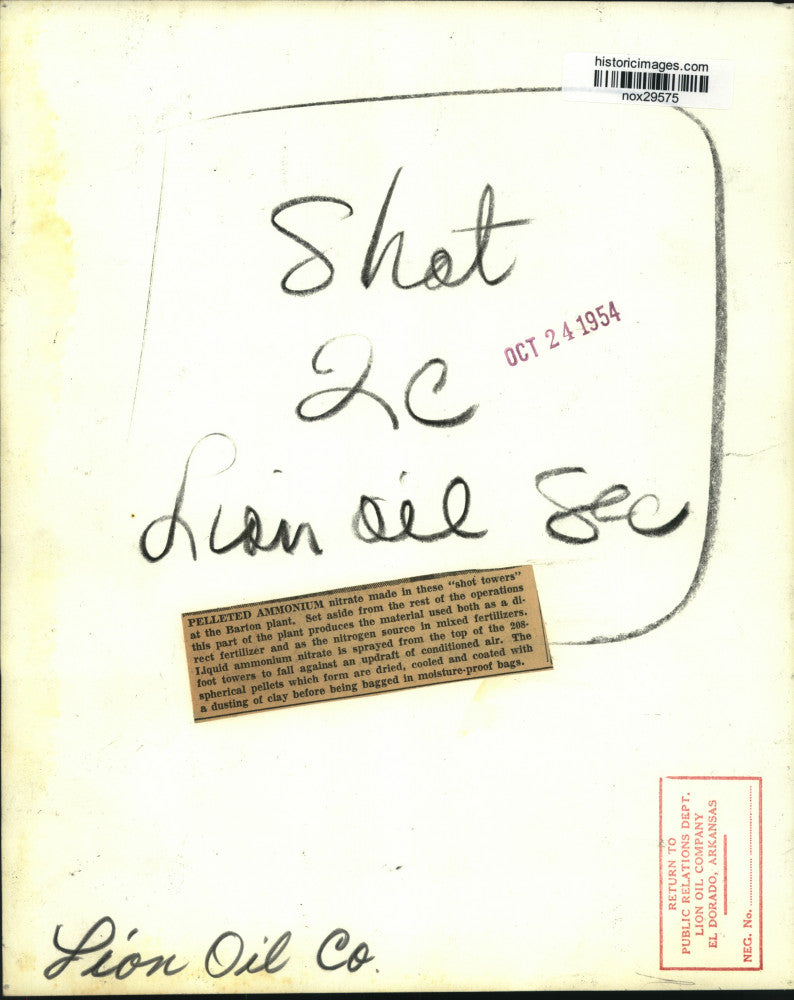 historicimages.com
nox29575
Shot
OCT 24 1954
2C
Lion Oil Sec
PELLETED AMMONIUM nitrate made in these "shot towers"
at the Barton plant. Set aside from the rest of the operations
this part of the plant produces the material used both as a di-
rect fertilizer and as the nitrogen source in mixed fertilizers.
Liquid ammonium nitrate is sprayed from the top of the 208-
foot towers to fall against an updraft of conditioned air. The
spherical pellets which form are dried, cooled and coated with
a dusting of clay before being bagged in moisture-proof bags.
RETURN TO
PUBLIC RELATIONS DEPT.
LION OIL COMPANY
EL DORADO, ARKANSAS
NEG. No.
Lion Oil Co.